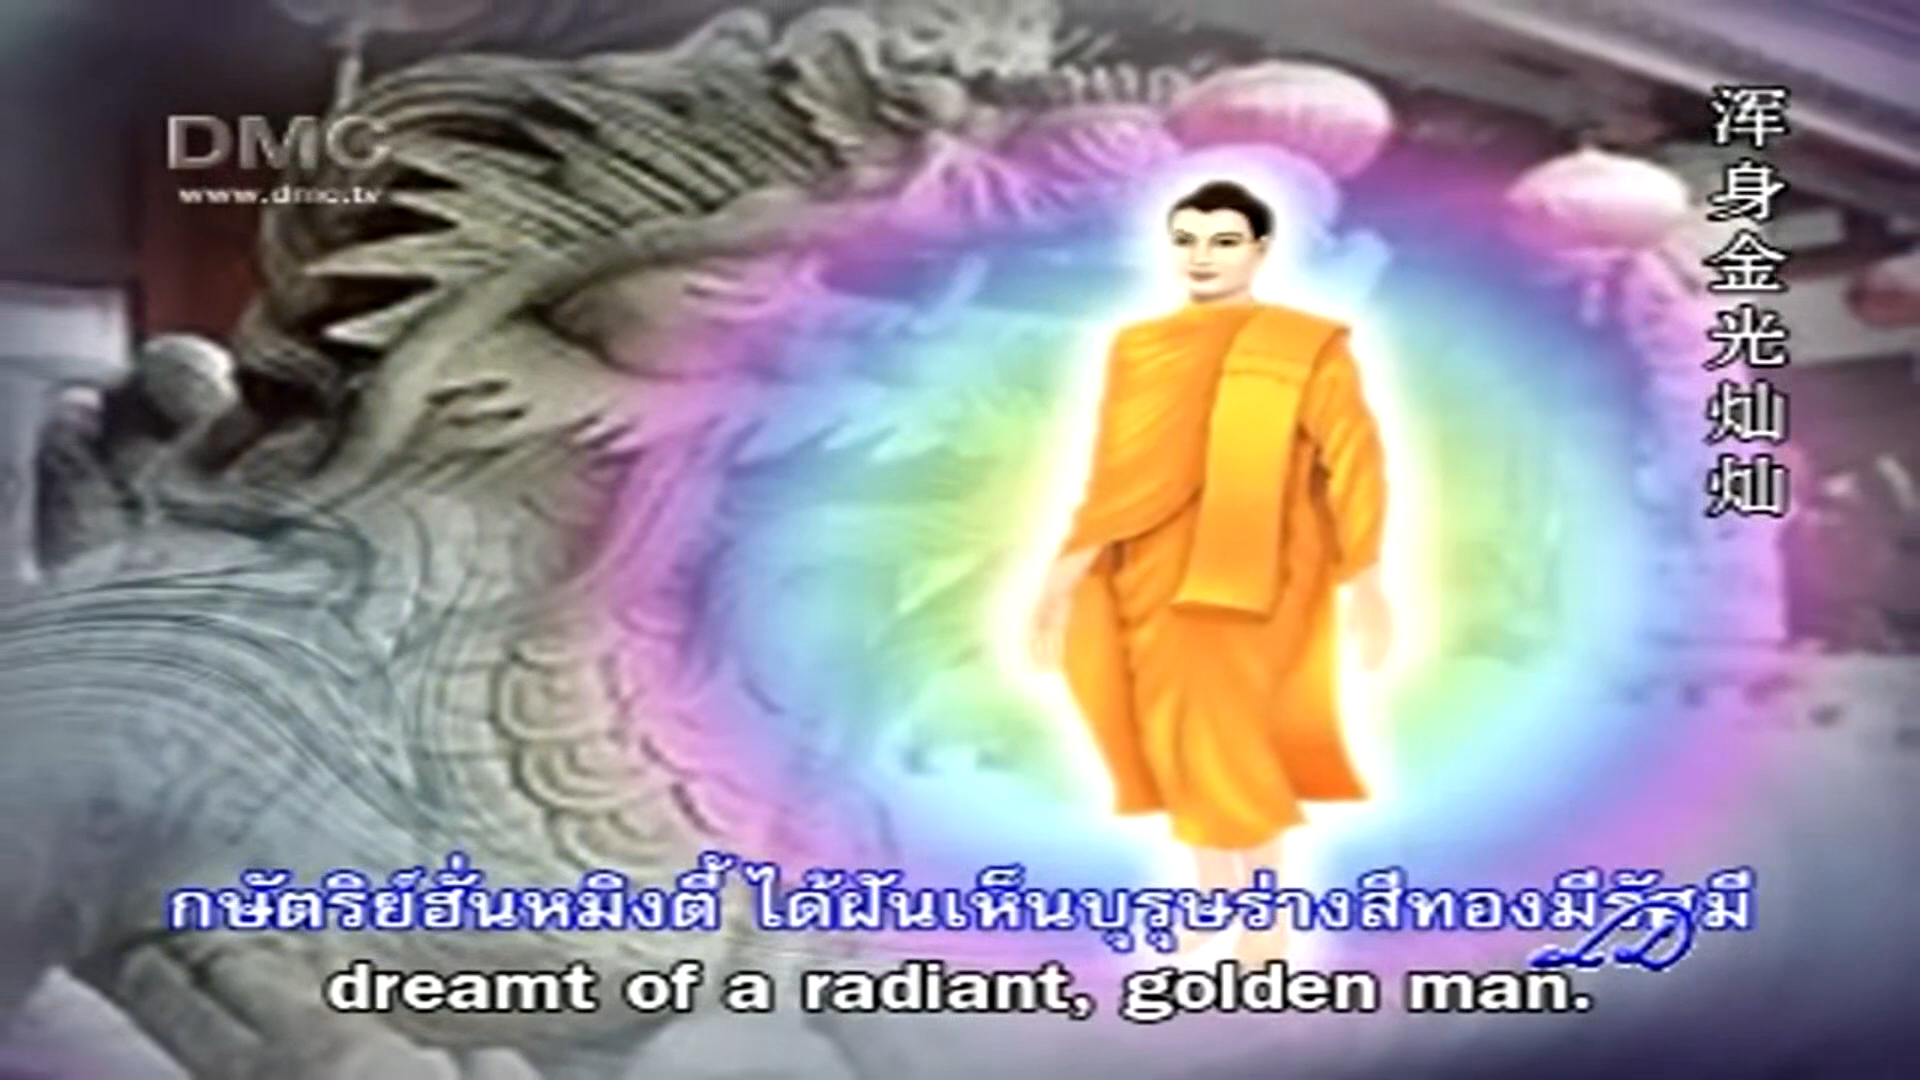 DMC
www.dmc.tv
浑身金光灿灿
กษัตริย์ฮั่นหมิงตี้ ได้ฝันเห็นบุรุษร่างสีทองมีรัศมี
dreamt of a radiant, golden man.